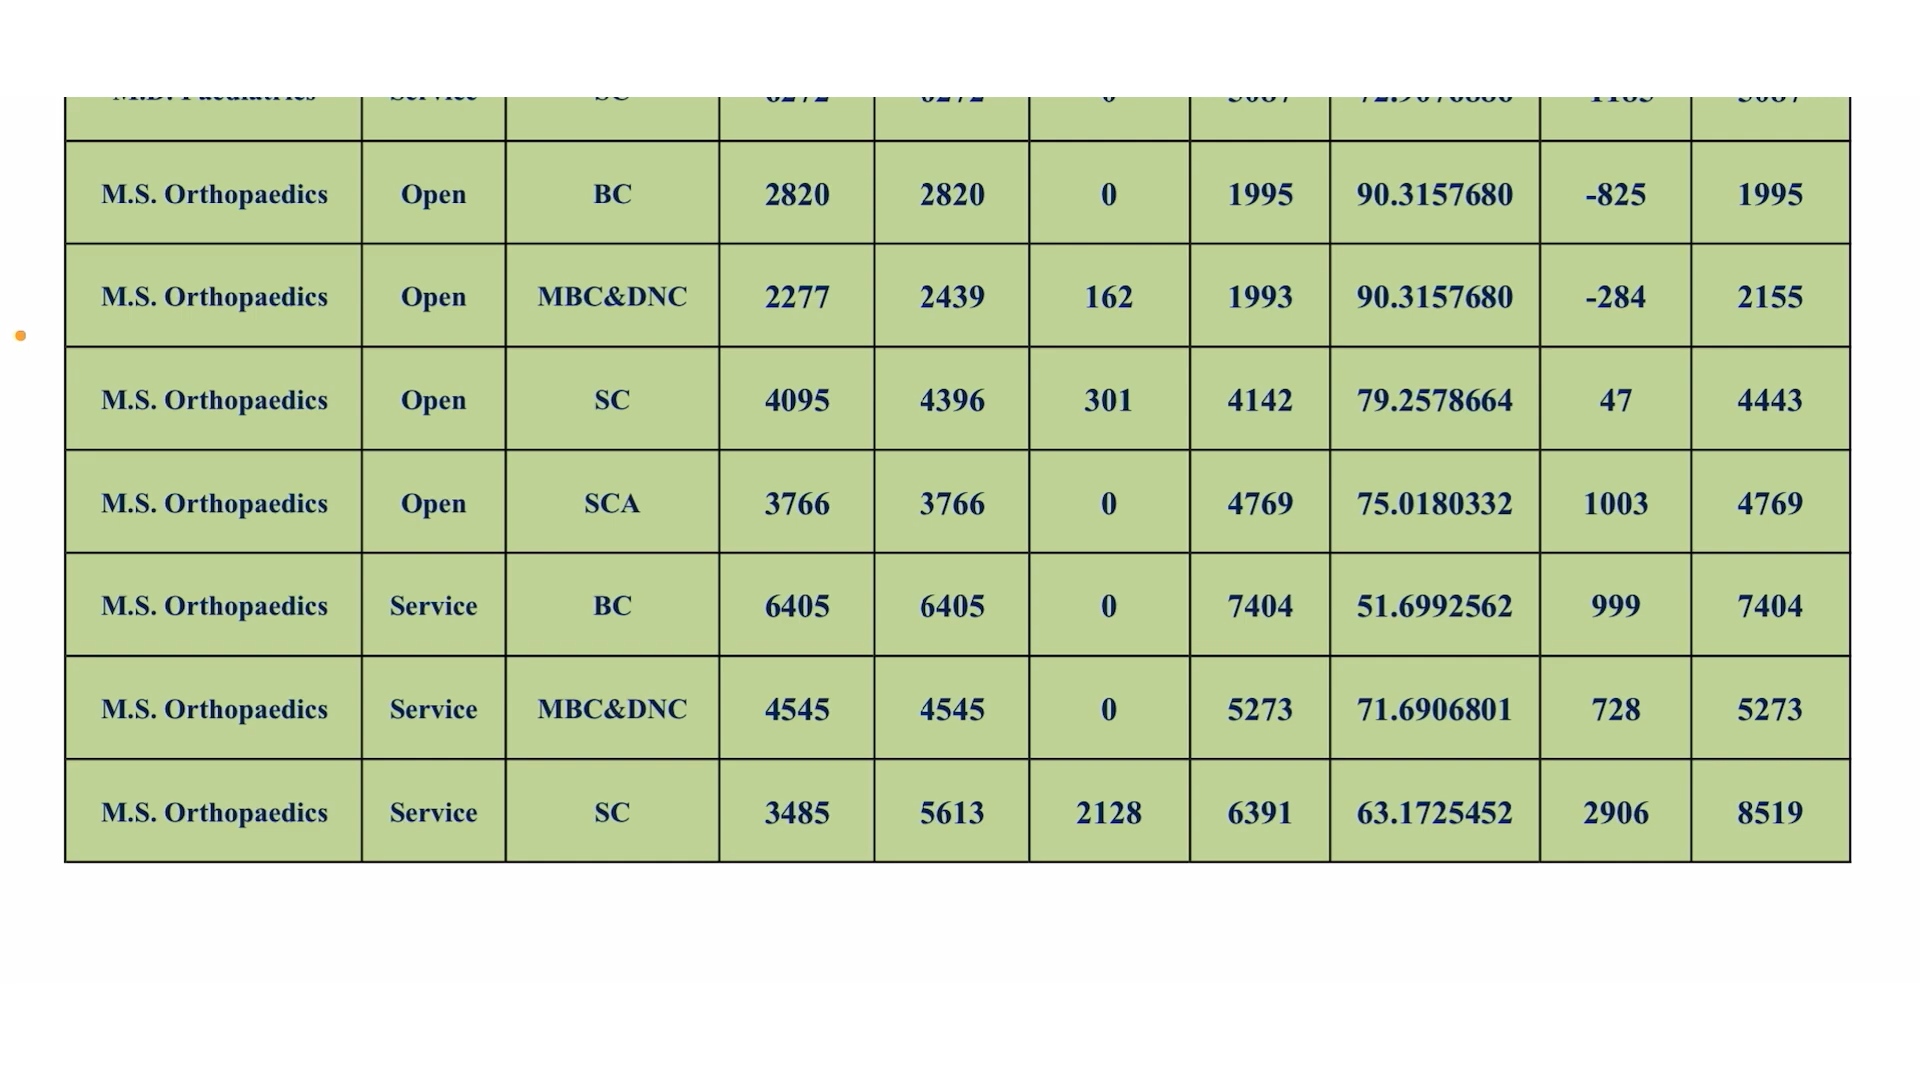 M.S. Orthopaedics Open BC 2820 2820 0 1995 90.3157680 -825 1995
M.S. Orthopaedics Open MBC&DNC 2277 2439 162 1993 90.3157680 -284 2155
M.S. Orthopaedics Open SC 4095 4396 301 4142 79.2578664 47 4443
M.S. Orthopaedics Open SCA 3766 3766 0 4769 75.0180332 1003 4769
M.S. Orthopaedics Service BC 6405 6405 0 7404 51.6992562 999 7404
M.S. Orthopaedics Service MBC&DNC 4545 4545 0 5273 71.6906801 728 5273
M.S. Orthopaedics Service SC 3485 5613 2128 6391 63.1725452 2906 8519